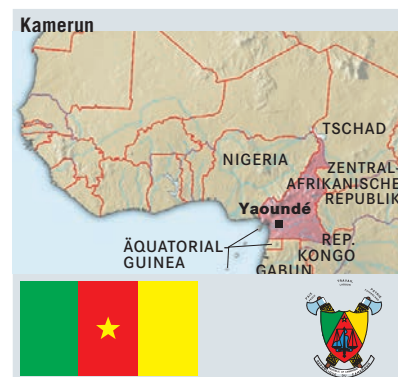 Kamerun
TSCHAD
NIGERIA
ZENTRAL-
AFRIKANISCHE
REPUBLIK
Yaoundé
ÄQUATORIAL-
GUINEA
REP.
KONGO
GABUN